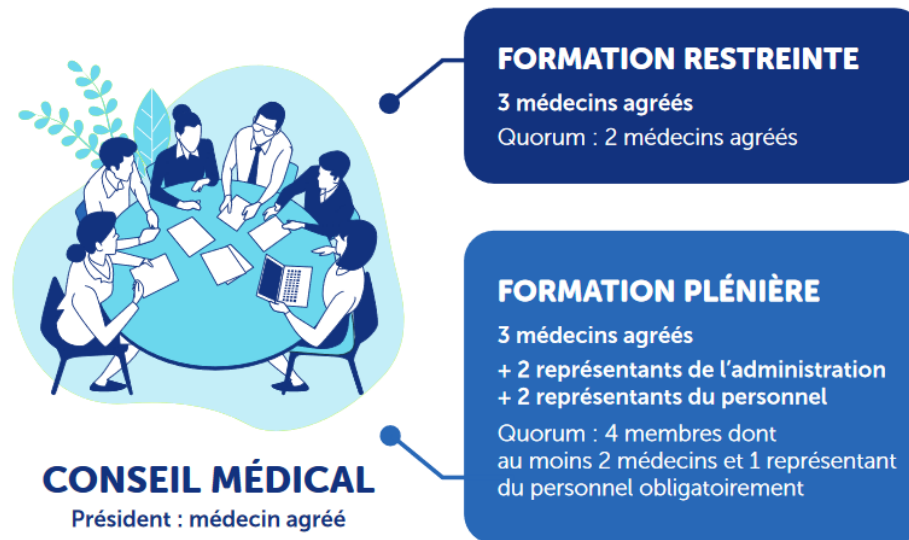 FORMATION RESTREINTE
3 médecins agréés
Quorum : 2 médecins agréés
FORMATION PLÉNIÈRE
3 médecins agréés
+ 2 représentants de l’administration
+ 2 représentants du personnel
Quorum : 4 membres dont
au moins 2 médecins et 1 représentant
du personnel obligatoirement
CONSEIL MÉDICAL
Président : médecin agréé